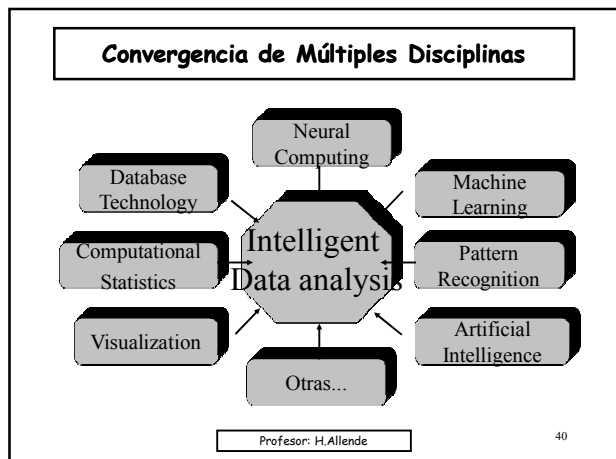 Convergencia de Múltiples Disciplinas
Neural
Computing
Database
Technology
Machine
Learning
Computational
Statistics
Intelligent
Data analysis
Pattern
Recognition
Visualization
Artificial
Intelligence
Otras...
Profesor: H.Allende
40